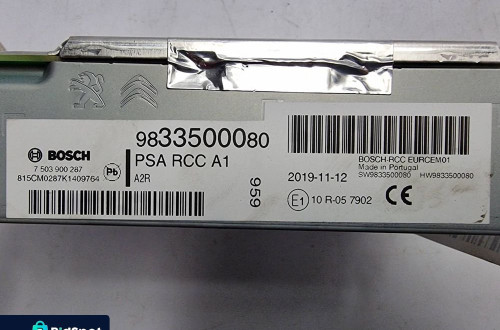 9833500080
BOSCH
PSA RCC A1
7 503 900 287
815CM0287K1409764
Pb
A2R
959
BOSCH-RCC EURCEM01
Made in Portugal
2019-11-12
SW9833500080 HW9833500080
E1 10 R-05 7902
CE
BidSpot